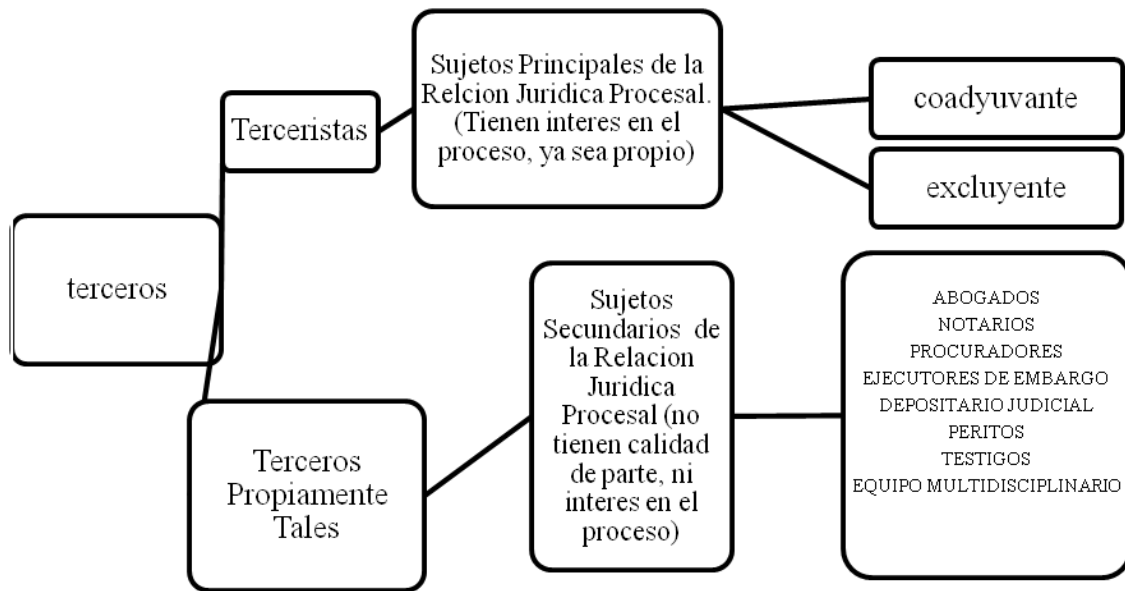 terceros
Terceristas
Sujetos Principales de la
Relcion Juridica Procesal.
(Tienen interes en el
proceso, ya sea propio)
coadyuvante
excluyente
Terceros
Propiamente
Tales
Sujetos
Secundarios de
la Relacion
Juridica
Procesal (no
tienen calidad
de parte, ni
interes en el
proceso)
ABOGADOS
NOTARIOS
PROCURADORES
EJECUTORES DE EMBARGO
DEPOSITARIO JUDICIAL
PERITOS
TESTIGOS
EQUIPO MULTIDISCIPLINARIO